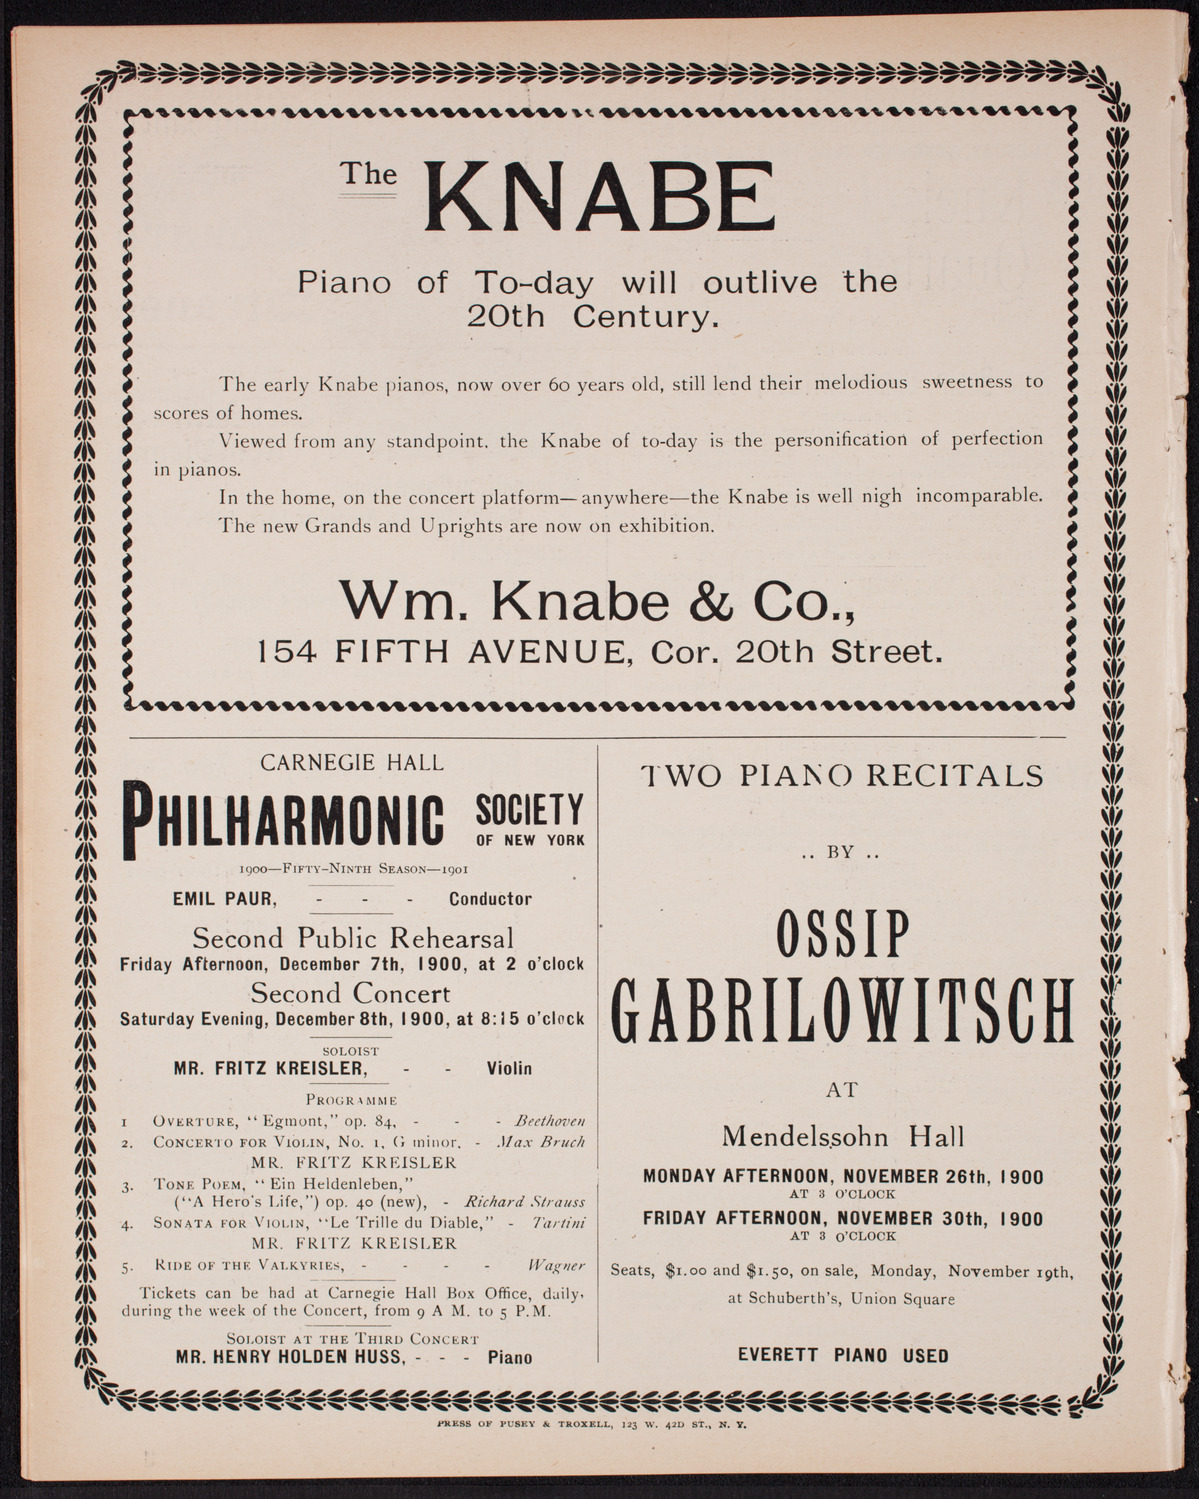 The KNABE
Piano of To-day will outlive the
20th Century.
The early Knabe pianos, now over 60 years old, still lend their melodious sweetness to
scores of homes.
Viewed from any standpoint, the Knabe of to-day is the personification of perfection
in pianos.
In the home, on the concert platform—anywhere—the Knabe is well nigh incomparable.
The new Grands and Uprights are now on exhibition.
Wm. Knabe & Co.,
154 FIFTH AVENUE, Cor. 20th Street.
CARNEGIE HALL
PHILHARMONIC SOCIETY
OF NEW YORK
1900—FIFTY-NINTH SEASON—1901
EMIL PAUR, - - - Conductor
Second Public Rehearsal
Friday Afternoon, December 7th, 1900, at 2 o'clock
Second Concert
Saturday Evening, December 8th, 1900, at 8:15 o'clock
SOLOIST
MR. FRITZ KREISLER, - - Violin
PROGRAMME
1 OVERTURE, "Egmont," op. 84, - - - Beethoven
2. CONCERTO FOR VIOLIN, No. 1, G minor, - Max Bruch
MR. FRITZ KREISLER
3. TONE POEM, "Ein Heldenleben,"
("A Hero's Life,") op. 40 (new), - Richard Strauss
4. SONATA FOR VIOLIN, "Le Trille du Diable," - Tartini
MR. FRITZ KREISLER
5. RIDE OF THE VALKYRIES, - - - - Wagner
Tickets can be had at Carnegie Hall Box Office, daily,
during the week of the Concert, from 9 A M. to 5 P.M.
SOLOIST AT THE THIRD CONCERT
MR. HENRY HOLDEN HUSS, - - - Piano
TWO PIANO RECITALS
.. BY ..
OSSIP
GABRILOWITSCH
AT
Mendelssohn Hall
MONDAY AFTERNOON, NOVEMBER 26th, 1900
AT 3 O'CLOCK
FRIDAY AFTERNOON, NOVEMBER 30th, 1900
AT 3 O'CLOCK
Seats, $1.00 and $1.50, on sale, Monday, November 19th,
at Schuberth's, Union Square
EVERETT PIANO USED
PRESS OF PUSEY & TROXELL, 123 W. 42D ST., N. Y.